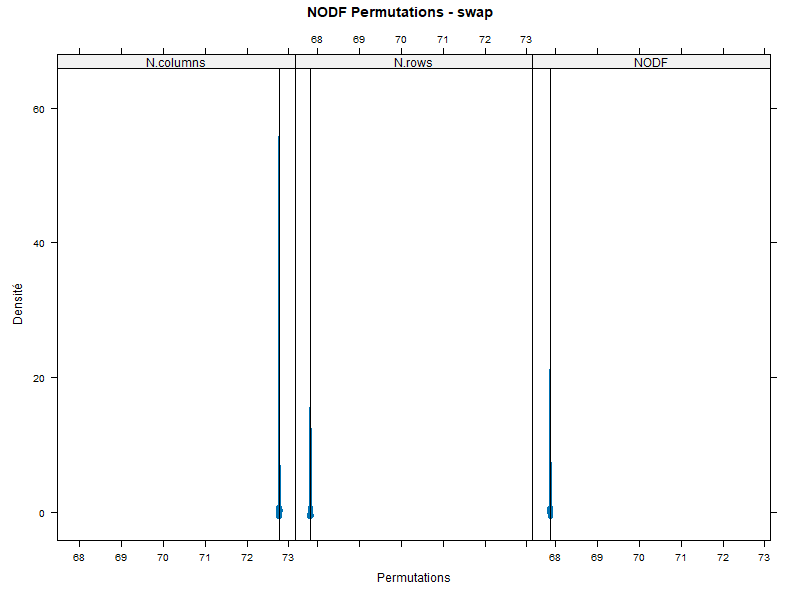 NODF Permutations - swap
68 69 70 71 72 73
N.columns N.rows NODF
60
40
20
0
Densité
68 69 70 71 72 73 68 69 70 71 72 73
Permutations